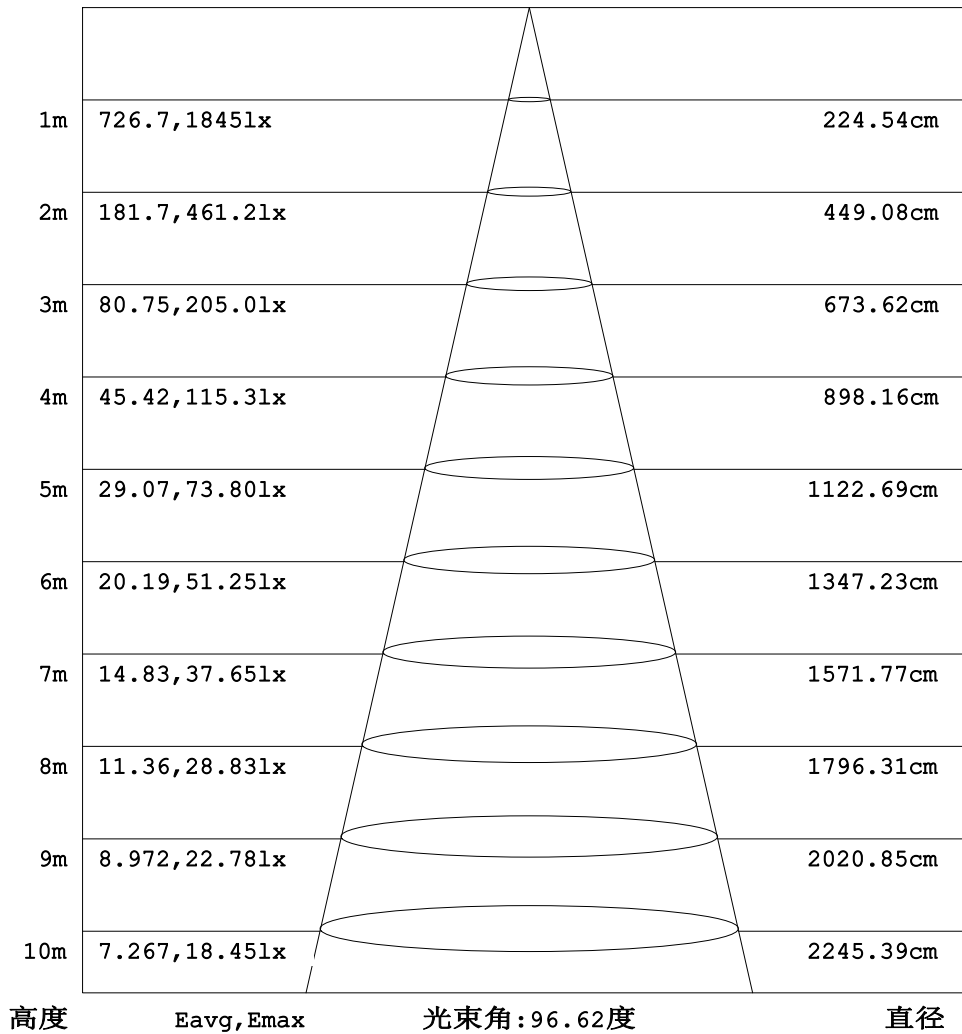 1m 726.7,1845lx 224.54cm
2m 181.7,461.2lx 449.08cm
3m 80.75,205.0lx 673.62cm
4m 45.42,115.3lx 898.16cm
5m 29.07,73.80lx 1122.69cm
6m 20.19,51.25lx 1347.23cm
7m 14.83,37.65lx 1571.77cm
8m 11.36,28.83lx 1796.31cm
9m 8.972,22.78lx 2020.85cm
10m 7.267,18.45lx 2245.39cm
高度 Eavg,Emax 光束角:96.62度 直径